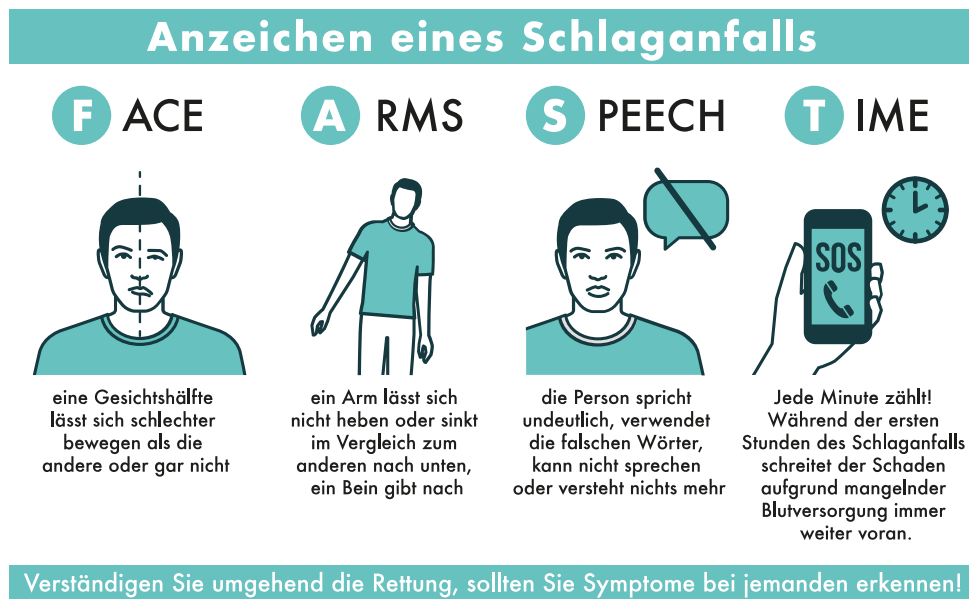 Anzeichen eines Schlaganfalls
FACE
ARMS
SPEECH
TIME
eine Gesichtshälfte
lässt sich schlechter
bewegen als die
andere oder gar nicht
ein Arm lässt sich
nicht heben oder sinkt
im Vergleich zum
anderen nach unten,
ein Bein gibt nach
die Person spricht
undeutlich, verwendet
die falschen Wörter,
kann nicht sprechen
oder versteht nichts mehr
SOS
Jede Minute zählt!
Während der ersten
Stunden des Schlaganfalls
schreitet der Schaden
aufgrund mangelnder
Blutversorgung immer
weiter voran.
Verständigen Sie umgehend die Rettung, sollten Sie Symptome bei jemanden erkennen!